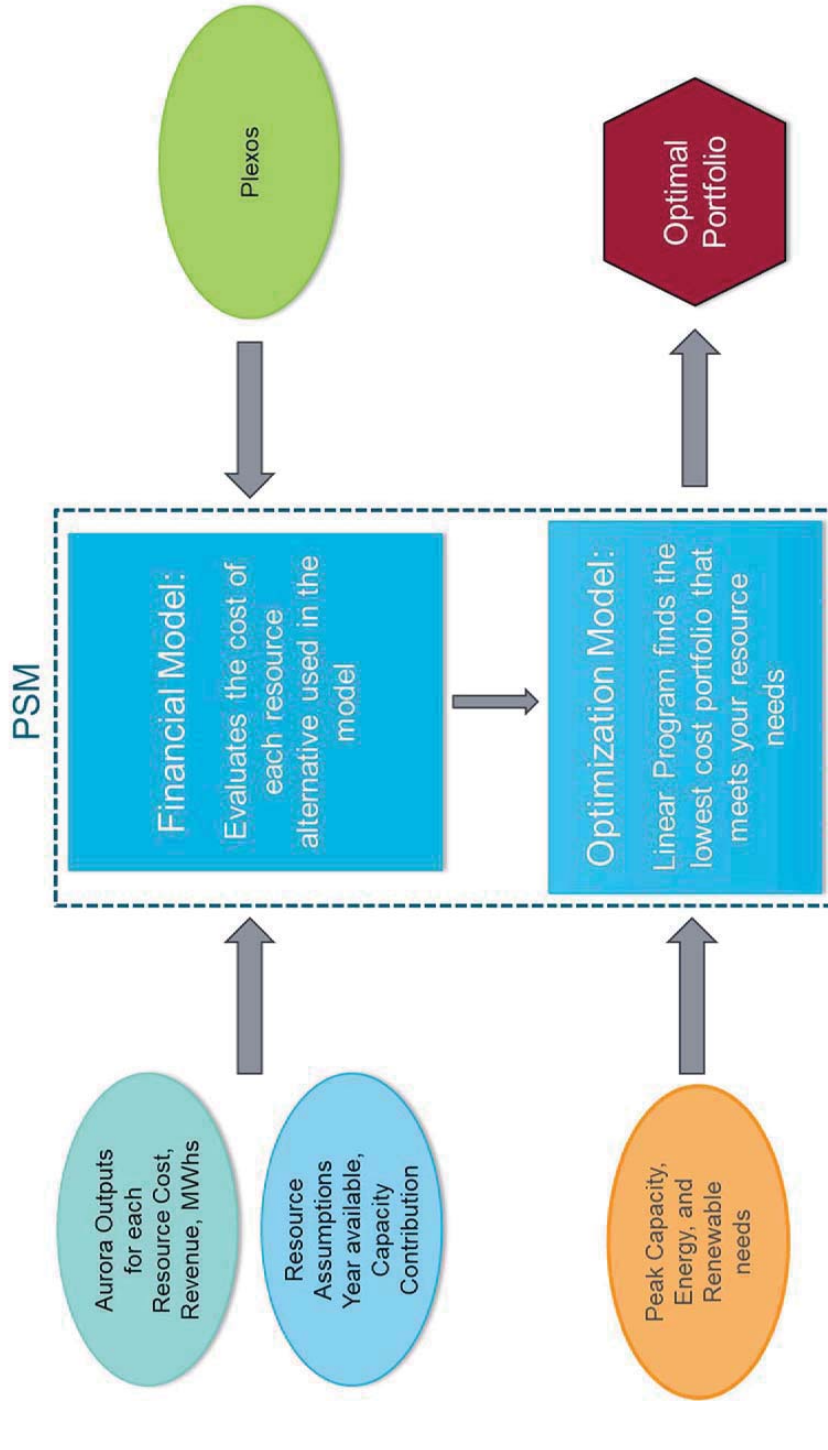 PSM
Aurora Outputs
for each
Resource Cost,
Revenue, MWhs
Resource
Assumptions
Year available,
Capacity
Contribution
Financial Model:
Evaluates the cost of
each resource
alternative used in the
model
Plexos
Peak Capacity,
Energy, and
Renewable
needs
Optimization Model:
Linear Program finds the
lowest cost portfolio that
meets your resource
needs
Optimal
Portfolio